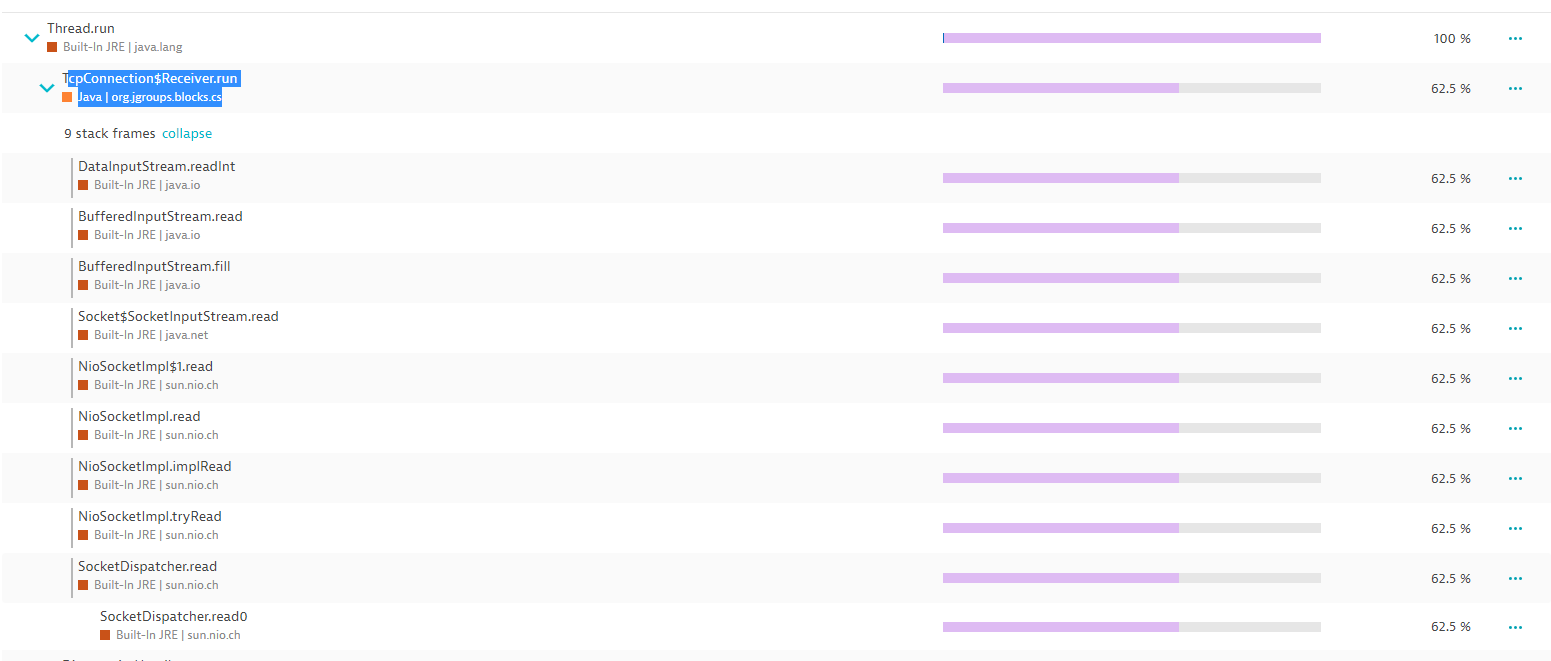 Thread.run
100 %
Built-In JRE | java.lang
TcpConnection$Receiver.run
62.5 %
Java | org.jgroups.blocks.cs
9 stack frames collapse
DataInputStream.readInt
62.5 %
Built-In JRE | java.io
BufferedInputStream.read
62.5 %
Built-In JRE | java.io
BufferedInputStream.fill
62.5 %
Built-In JRE | java.io
Socket$SocketInputStream.read
62.5 %
Built-In JRE | java.net
NioSocketImpl$1.read
62.5 %
Built-In JRE | sun.nio.ch
NioSocketImpl.read
62.5 %
Built-In JRE | sun.nio.ch
NioSocketImpl.implRead
62.5 %
Built-In JRE | sun.nio.ch
NioSocketImpl.tryRead
62.5 %
Built-In JRE | sun.nio.ch
SocketDispatcher.read
62.5 %
Built-In JRE | sun.nio.ch
SocketDispatcher.read0
62.5 %
Built-In JRE | sun.nio.ch